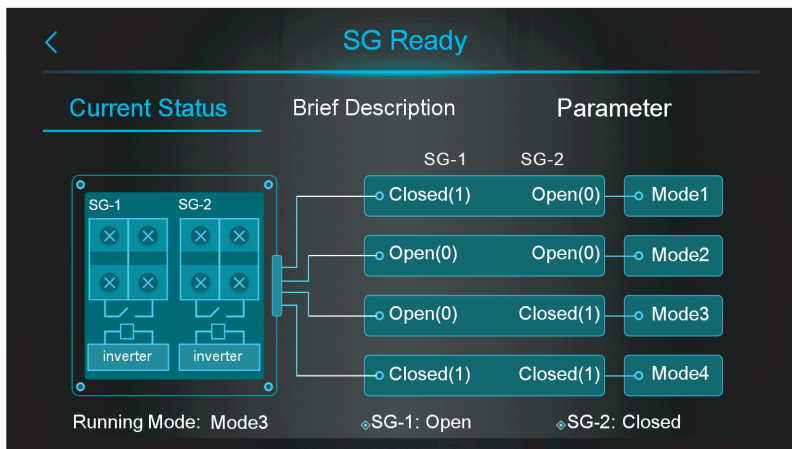 SG Ready
Current Status Brief Description Parameter
SG-1 SG-2
SG-1 SG-2
Closed(1) Open(0) Mode1
Open(0) Open(0) Mode2
Open(0) Closed(1) Mode3
inverter inverter
Closed(1) Closed(1) Mode4
Running Mode: Mode3 SG-1: Open SG-2: Closed